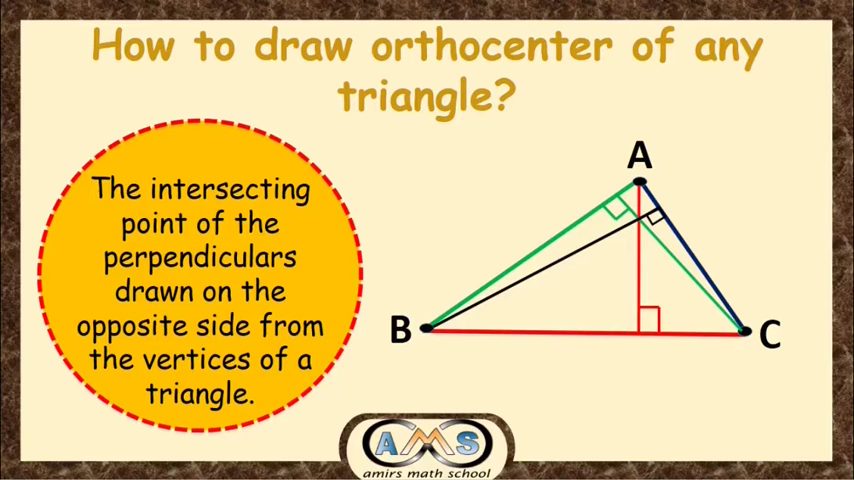 How to draw orthocenter of any
triangle?
The intersecting
point of the
perpendiculars
drawn on the
opposite side from
the vertices of a
triangle.
A
B
C
AMS
amirs math school